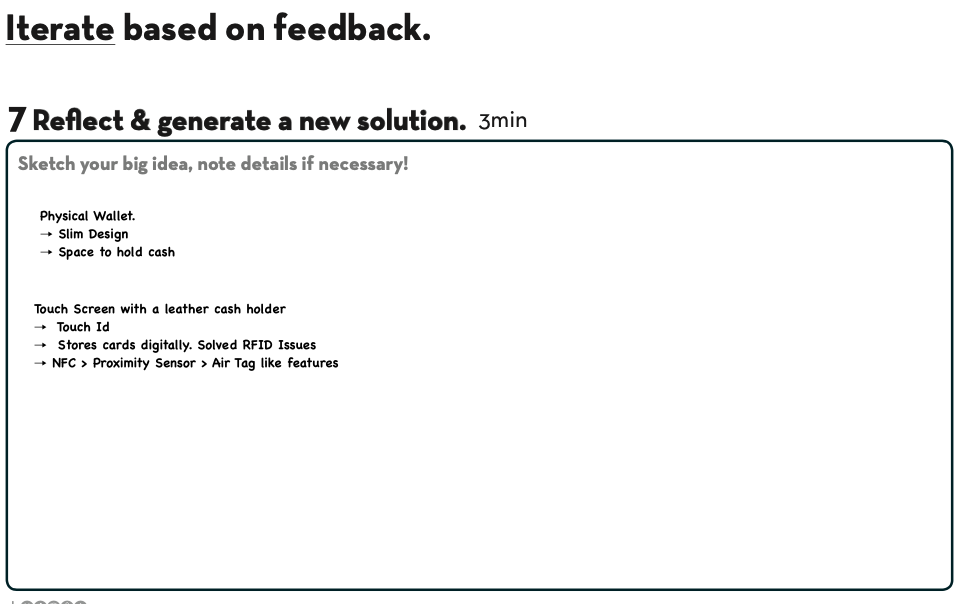 Iterate based on feedback.
7 Reflect & generate a new solution. 3min
Sketch your big idea, note details if necessary!
Physical Wallet.
→ Slim Design
→ Space to hold cash
Touch Screen with a leather cash holder
→ Touch Id
→ Stores cards digitally. Solved RFID Issues
→ NFC > Proximity Sensor > Air Tag like features